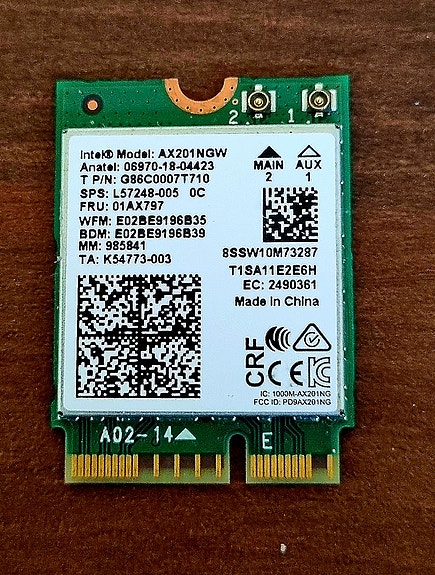 2 1
Intel® Model: AX201NGW
Anatel: 06970-18-04423
T P/N: G86C0007T710
SPS: L57248-005 0C
FRU: 01AX797
WFM: E02BE9196B35
BDM: E02BE9196B39
MM: 985841
TA: K54773-003
MAIN AUX
2 1
8SSW10M73287
T1SA11E2E6H
EC: 2490361
Made in China
CRF
IC: 1000M-AX201NG
FCC ID: PD9AX201NG
A02-14 E